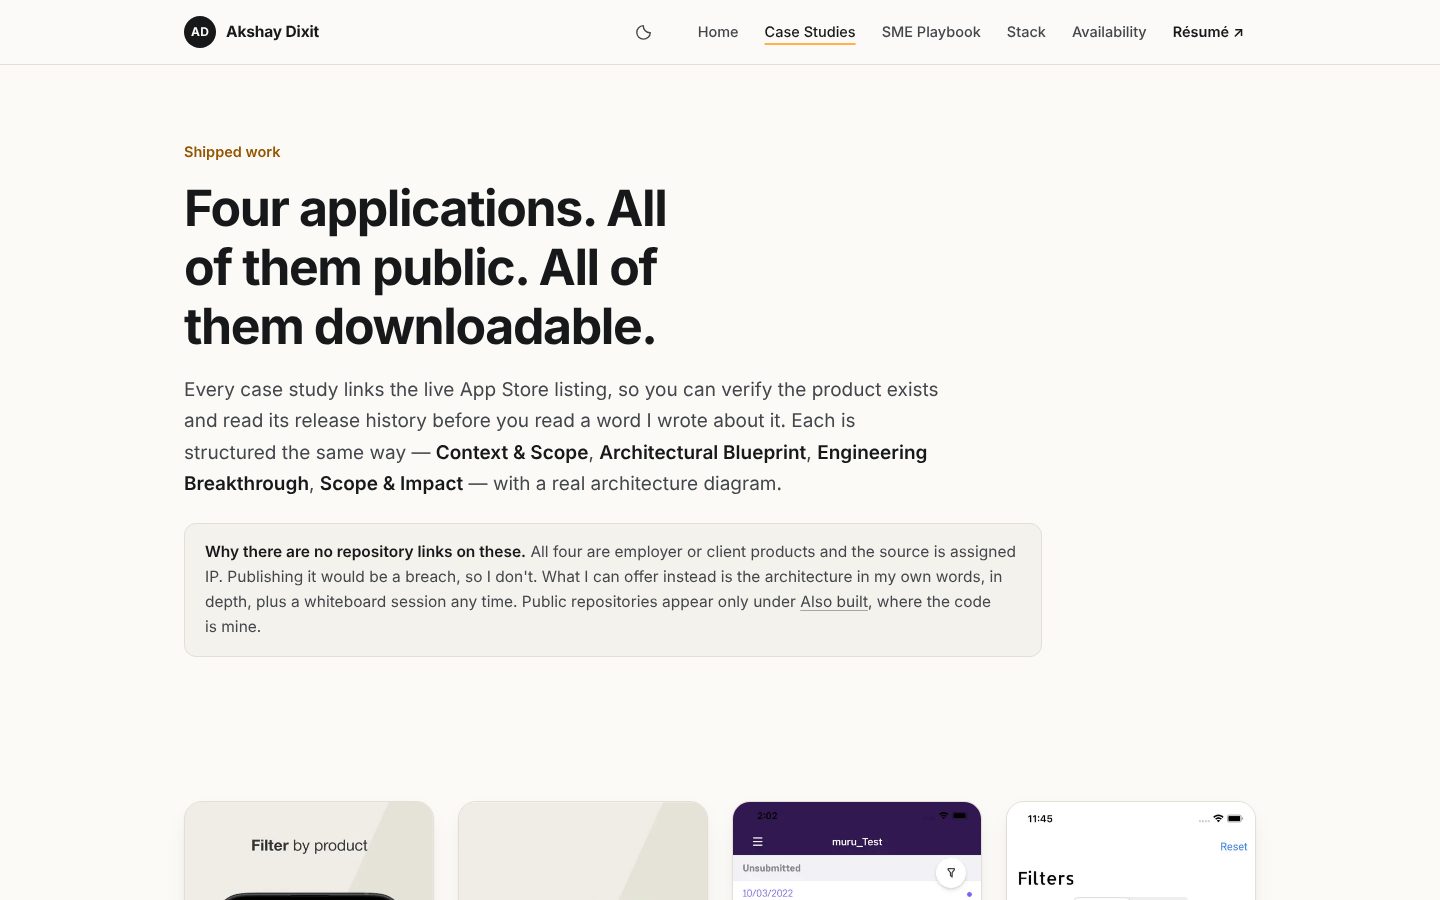 AD Akshay Dixit Home Case Studies SME Playbook Stack Availability Résumé ↗
Shipped work
Four applications. All
of them public. All of
them downloadable.
Every case study links the live App Store listing, so you can verify the product exists
and read its release history before you read a word I wrote about it. Each is
structured the same way — Context & Scope, Architectural Blueprint, Engineering
Breakthrough, Scope & Impact — with a real architecture diagram.
Why there are no repository links on these. All four are employer or client products and the source is assigned
IP. Publishing it would be a breach, so I don't. What I can offer instead is the architecture in my own words, in
depth, plus a whiteboard session any time. Public repositories appear only under Also built, where the code
is mine.
Filter by product
2:02
muru_Test
Unsubmitted
10/03/2022
11:45
Reset
Filters